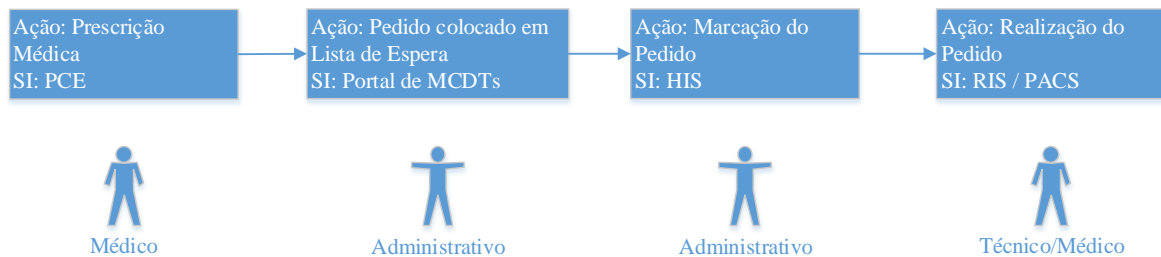 Ação: Prescrição
Médica
SI: PCE
Ação: Pedido colocado em
Lista de Espera
SI: Portal de MCDTs
Ação: Marcação do
Pedido
SI: HIS
Ação: Realização do
Pedido
SI: RIS / PACS
Médico
Administrativo
Administrativo
Técnico/Médico